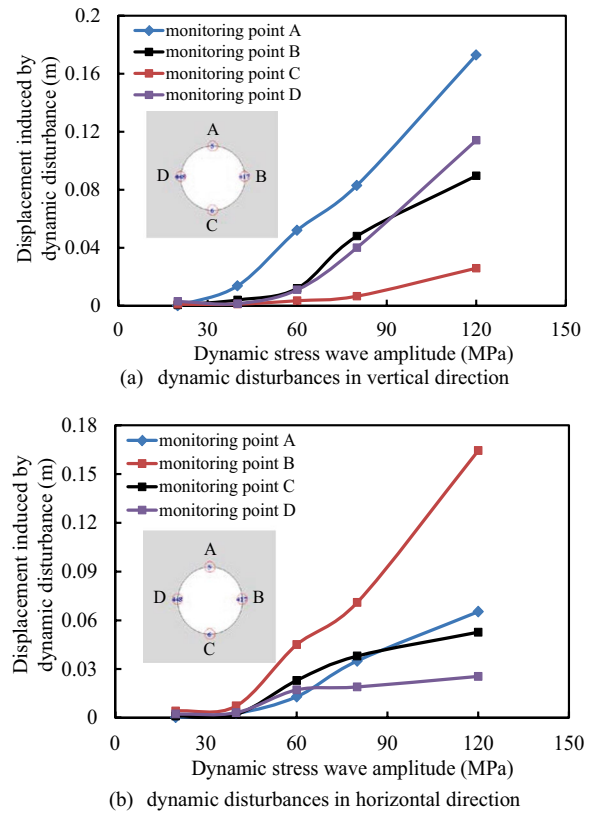 0.2
0.16
0.12
0.08
0.04
0
Displacement induced by
dynamic disturbance (m)
monitoring point A
monitoring point B
monitoring point C
monitoring point D
A
D
B
C
0
30
60
90
120
150
Dynamic stress wave amplitude (MPa)
(a) dynamic disturbances in vertical direction
0.18
0.15
0.12
0.09
0.06
0.03
0
Displacement induced by
dynamic disturbance (m)
monitoring point A
monitoring point B
monitoring point C
monitoring point D
A
D
B
C
0
30
60
90
120
150
Dynamic stress wave amplitude (MPa)
(b) dynamic disturbances in horizontal direction